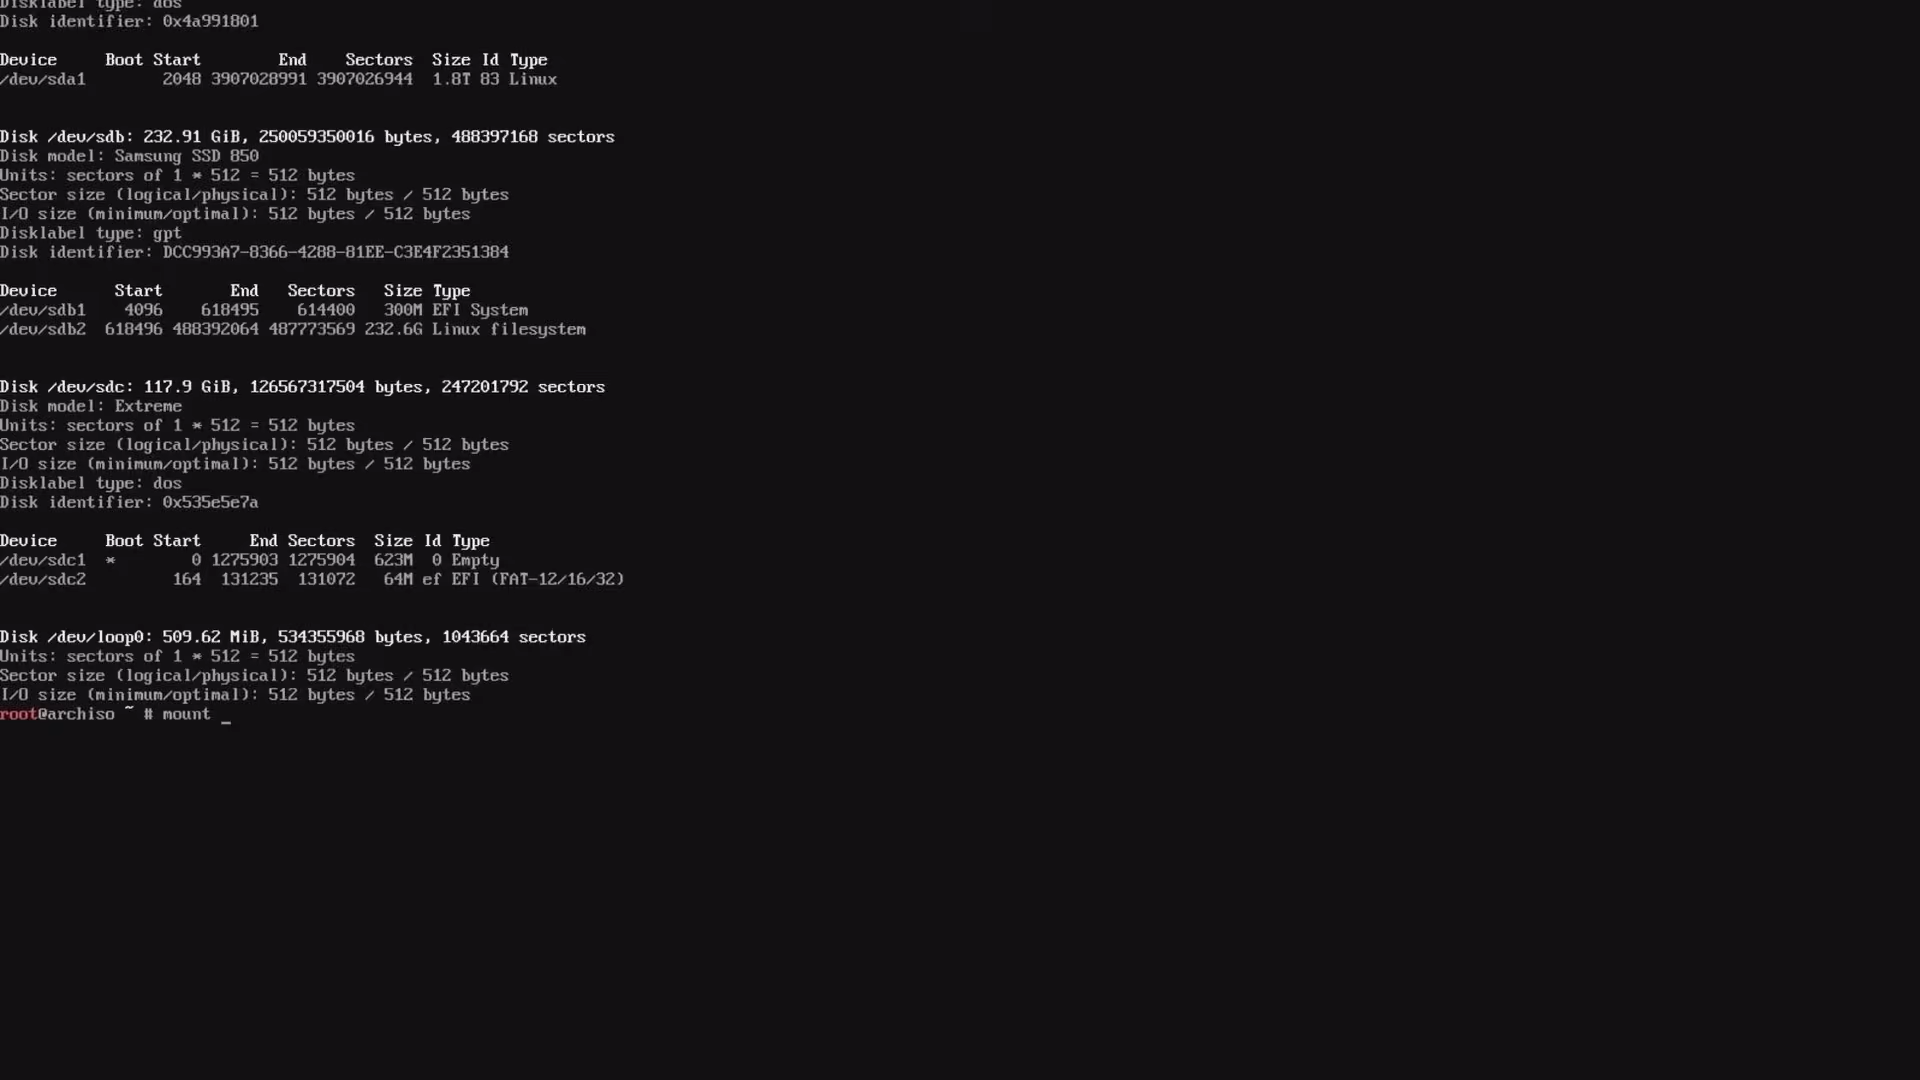 Disklabel type: dos
Disk identifier: 0x4a991801
Device Boot Start End Sectors Size Id Type
/dev/sda1 2048 3907028991 3907026944 1.8T 83 Linux
Disk /dev/sdb: 232.91 GiB, 250059350016 bytes, 488397168 sectors
Disk model: Samsung SSD 850
Units: sectors of 1 * 512 = 512 bytes
Sector size (logical/physical): 512 bytes / 512 bytes
I/O size (minimum/optimal): 512 bytes / 512 bytes
Disklabel type: gpt
Disk identifier: DCC993A7-8366-4288-81EE-C3E4F2351384
Device Start End Sectors Size Type
/dev/sdb1 4096 618495 614400 300M EFI System
/dev/sdb2 618496 488392064 487773569 232.6G Linux filesystem
Disk /dev/sdc: 117.9 GiB, 126567317504 bytes, 247201792 sectors
Disk model: Extreme
Units: sectors of 1 * 512 = 512 bytes
Sector size (logical/physical): 512 bytes / 512 bytes
I/O size (minimum/optimal): 512 bytes / 512 bytes
Disklabel type: dos
Disk identifier: 0x535e5e7a
Device Boot Start End Sectors Size Id Type
/dev/sdc1 * 0 1275903 1275904 623M 0 Empty
/dev/sdc2 164 131235 131072 64M ef EFI (FAT-12/16/32)
Disk /dev/loop0: 509.62 MiB, 534355968 bytes, 1043664 sectors
Units: sectors of 1 * 512 = 512 bytes
Sector size (logical/physical): 512 bytes / 512 bytes
I/O size (minimum/optimal): 512 bytes / 512 bytes
root@archiso ~ # mount _